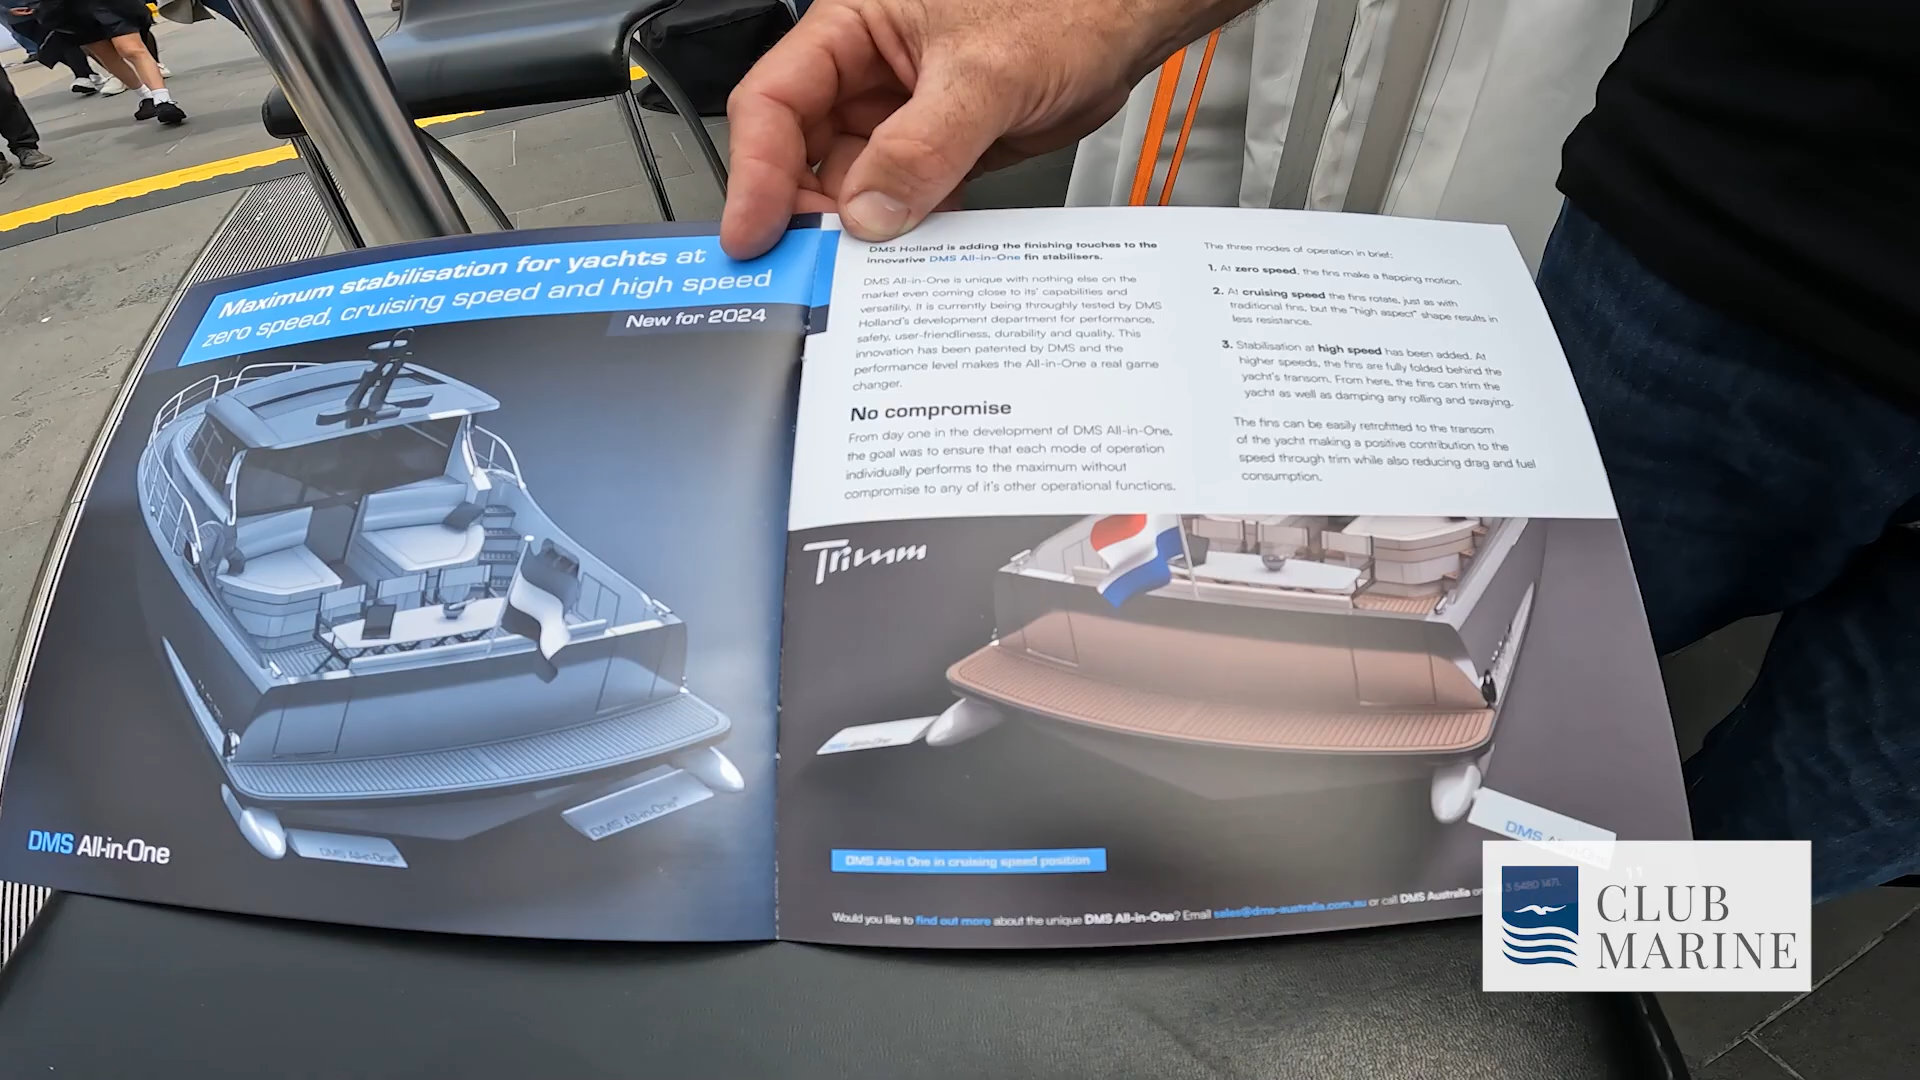 Maximum stabilisation for yachts at
zero speed, cruising speed and high speed
New for 2024
DMS All-in-One
DMS All-in-One®
DMS All-in-One®
DMS Holland is adding the finishing touches to the
innovative DMS All-in-One fin stabilisers.
DMS All-in-One is unique with nothing else on the
market even coming close to its' capabilities and
versatility. It is currently being throughly tested by DMS
Holland's development department for performance,
safety, user-friendliness, durability and quality. This
innovation has been patented by DMS and the
performance level makes the All-in-One a real game
changer.
No compromise
From day one in the development of DMS All-in-One,
the goal was to ensure that each mode of operation
individually performs to the maximum without
compromise to any of it's other operational functions.
The three modes of operation in brief:
1. At zero speed, the fins make a flapping motion.
2. At cruising speed the fins rotate, just as with
traditional fins, but the "high aspect" shape results in
less resistance.
3. Stabilisation at high speed has been added. At
higher speeds, the fins are fully folded behind the
yacht's transom. From here, the fins can trim the
yacht as well as damping any rolling and swaying.
The fins can be easily retrofitted to the transom
of the yacht making a positive contribution to the
speed through trim while also reducing drag and fuel
consumption.
Trimm
DMS All-in-One
DMS
DMS All-in One in cruising speed position
Would you like to find out more about the unique DMS All-in-One? Email sales@dms-australia.com.au or call DMS Australia on 3 5480 1471.
11
CLUB
MARINE